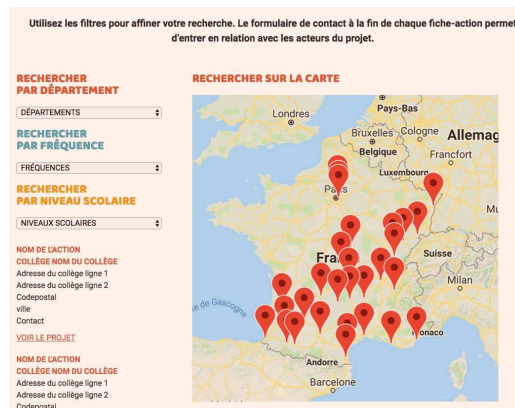 Utilisez les filtres pour affiner votre recherche. Le formulaire de contact à la fin de chaque fiche-action permet
d'entrer en relation avec les acteurs du projet.
RECHERCHER
PAR DÉPARTEMENT
DÉPARTEMENTS
RECHERCHER
PAR FRÉQUENCE
FRÉQUENCES
RECHERCHER
PAR NIVEAU SCOLAIRE
NIVEAUX SCOLAIRES
NOM DE L'ACTION
COLLÈGE NOM DU COLLÈGE
Adresse du collège ligne 1
Adresse du collège ligne 2
Codepostal
ville
Contact
VOIR LE PROJET
NOM DE L'ACTION
COLLÈGE NOM DU COLLÈGE
Adresse du collège ligne 1
Adresse du collège ligne 2
Codepostal
RECHERCHER SUR LA CARTE
Pays-Bas
Londres
Bruxelles
Cologne
Allemag
Belgique
Francfort
Luxembourg
Mu
Suisse
Milan
e de Gascogne
Andorre
Barcelone